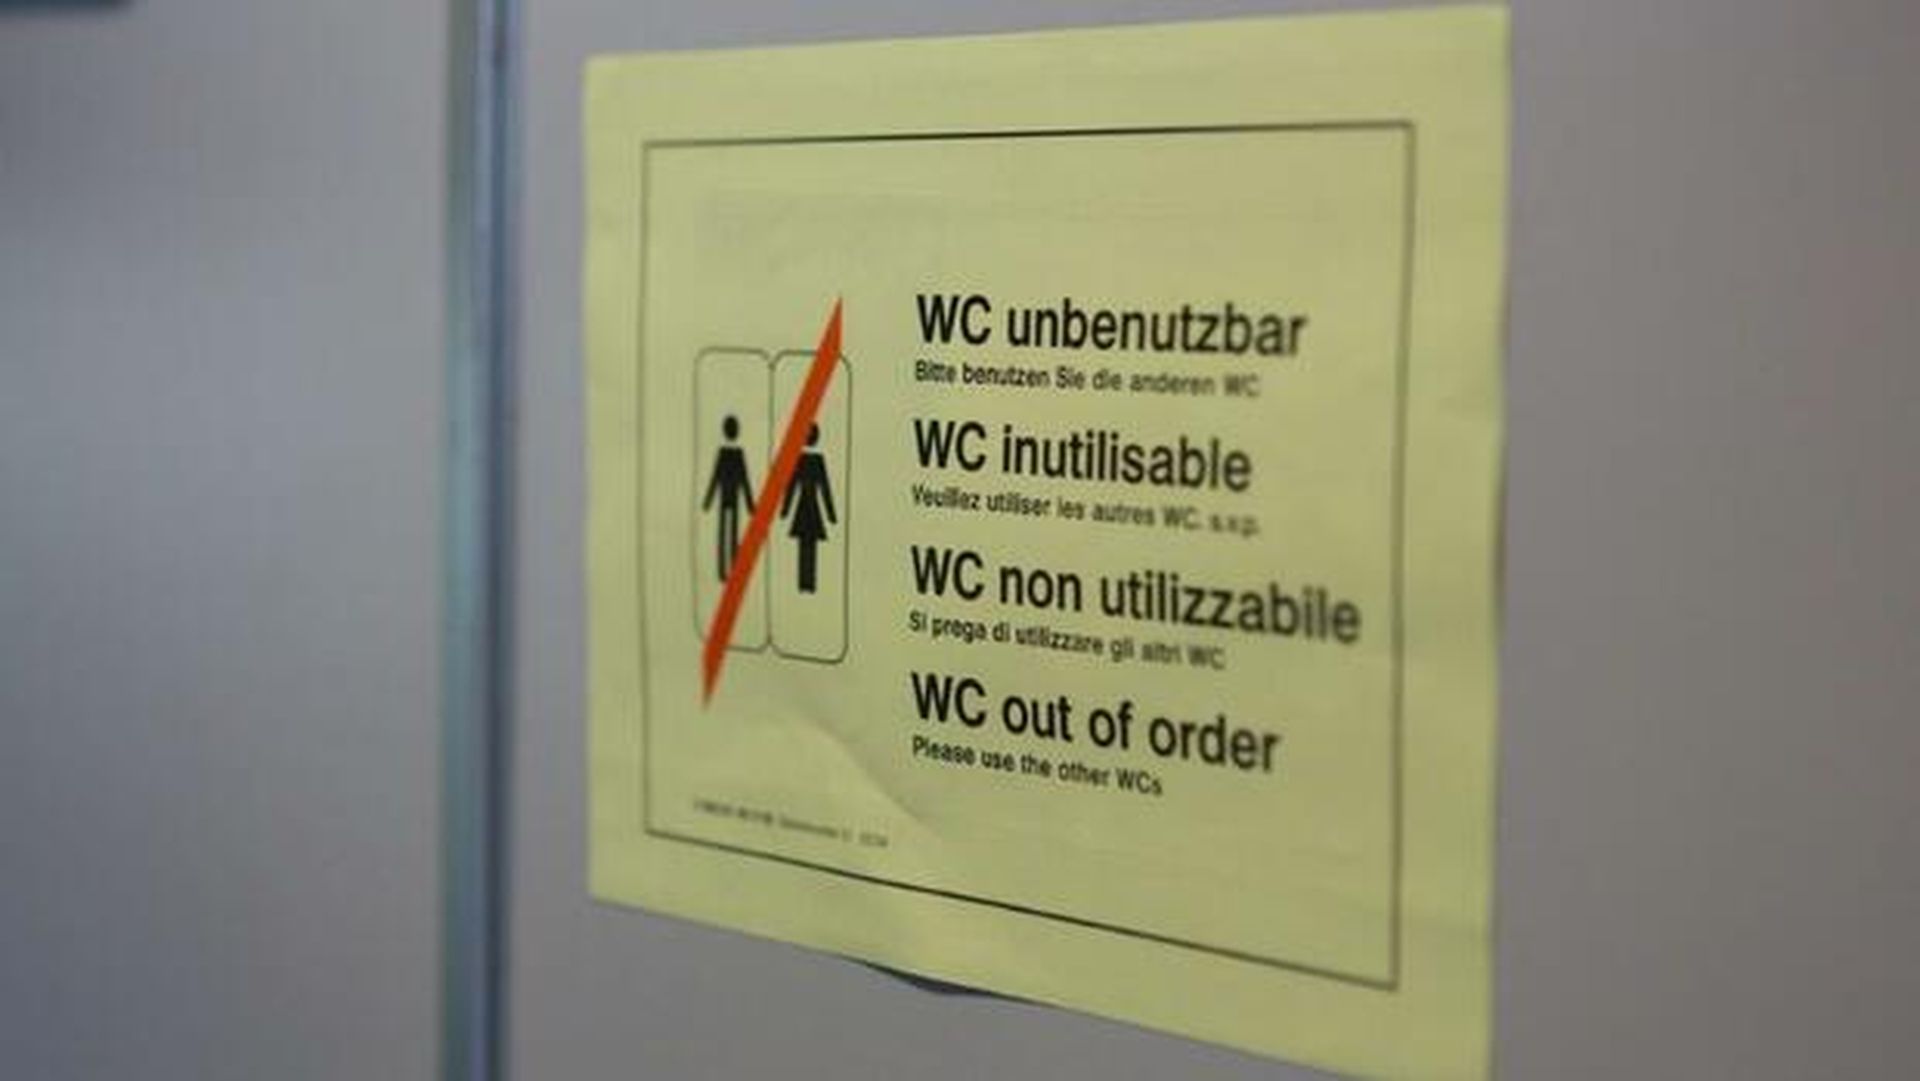 WC unbenutzbar
Bitte benutzen Sie die anderen WC
WC inutilisable
Veuillez utiliser les autres WC. s.v.p.
WC non utilizzabile
Si prega di utilizzare gli altri WC
WC out of order
Please use the other WCs